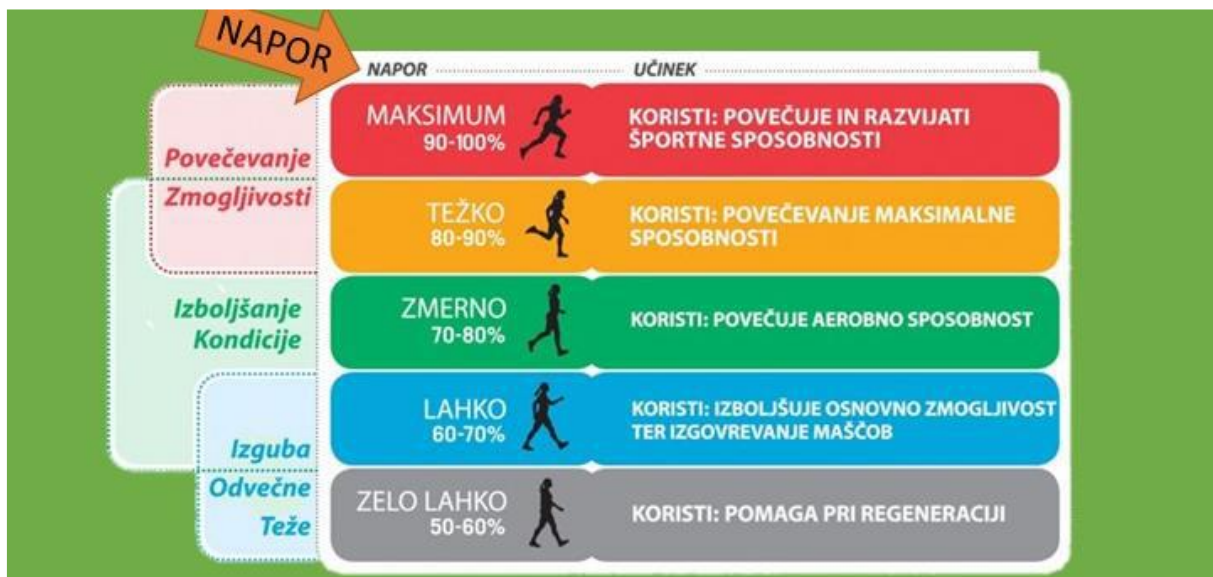 NAPOR
NAPOR
UČINEK
Povečevanje
Zmogljivosti
Izboljšanje
Kondicije
Izguba
Odvečne
Teže
MAKSIMUM
90-100%
KORISTI: POVEČUJE IN RAZVIJATI
ŠPORTNE SPOSOBNOSTI
TEŽKO
80-90%
KORISTI: POVEČEVANJE MAKSIMALNE
SPOSOBNOSTI
ZMERNO
70-80%
KORISTI: POVEČUJE AEROBNO SPOSOBNOST
LAHKO
60-70%
KORISTI: IZBOLJŠUJE OSNOVNO ZMOGLJIVOST
TER IZGOVREVANJE MAŠČOB
ZELO LAHKO
50-60%
KORISTI: POMAGA PRI REGENERACIJI